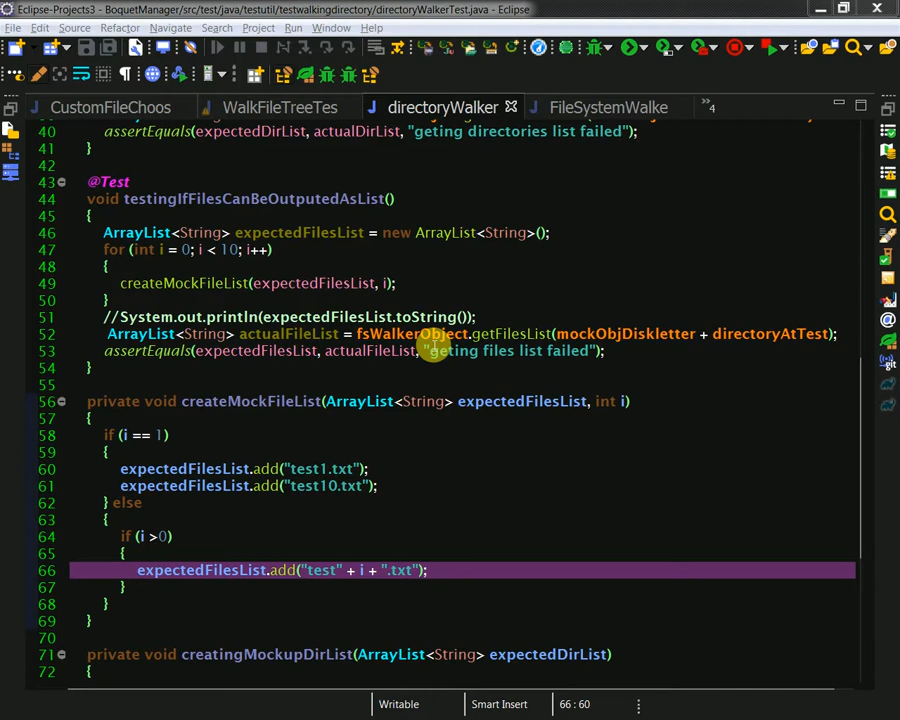 Eclipse-Projects3 - BoquetManager/src/test/java/testutil/testwalkingdirectory/directoryWalkerTest.java - Eclipse
File Edit Source Refactor Navigate Search Project Run Window Help
CustomFileChoos WalkFileTreeTes directoryWalker FileSystemWalke »4
40 assertEquals(expectedDirList, actualDirList, "geting directories list failed");
41 }
42
43 @Test
44 void testingIfFilesCanBeOutputedAsList()
45 {
46 ArrayList<String> expectedFilesList = new ArrayList<String>();
47 for (int i = 0; i < 10; i++)
48 {
49 createMockFileList(expectedFilesList, i);
50 }
51 //System.out.println(expectedFilesList.toString());
52 ArrayList<String> actualFileList = fsWalkerObject.getFilesList(mockObjDiskletter + directoryAtTest);
53 assertEquals(expectedFilesList, actualFileList, "geting files list failed");
54 }
55
56 private void createMockFileList(ArrayList<String> expectedFilesList, int i)
57 {
58 if (i == 1)
59 {
60 expectedFilesList.add("test1.txt");
61 expectedFilesList.add("test10.txt");
62 } else
63 {
64 if (i >0)
65 {
66 expectedFilesList.add("test" + i + ".txt");
67 }
68 }
69 }
70
71 private void creatingMockupDirList(ArrayList<String> expectedDirList)
72 {
Writable Smart Insert 66 : 60